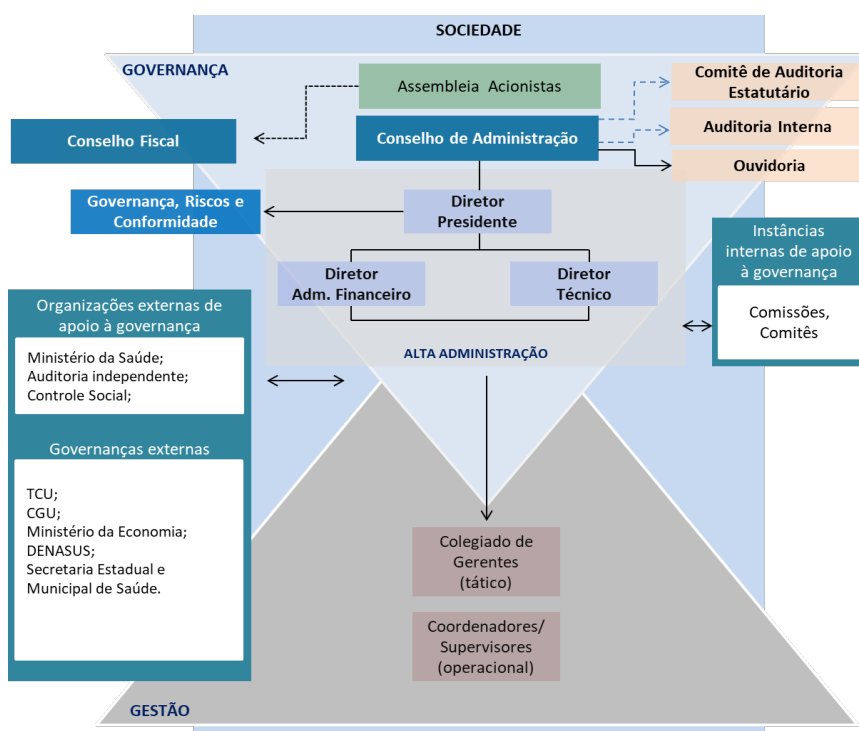 SOCIEDADE
GOVERNANÇA
Assembleia Acionistas
Comitê de Auditoria
Estatutário
Conselho Fiscal
Conselho de Administração
Auditoria Interna
Ouvidoria
Governança, Riscos e
Conformidade
Diretor
Presidente
Instâncias
internas de apoio
à governança
Comissões,
Comitês
Diretor
Adm. Financeiro
Diretor
Técnico
ALTA ADMINISTRAÇÃO
Organizações externas de
apoio à governança
Ministério da Saúde;
Auditoria independente;
Controle Social;
Governanças externas
TCU;
CGU;
Ministério da Economia;
DENASUS;
Secretaria Estadual e
Municipal de Saúde.
Colegiado de
Gerentes
(tático)
Coordenadores/
Supervisores
(operacional)
GESTÃO